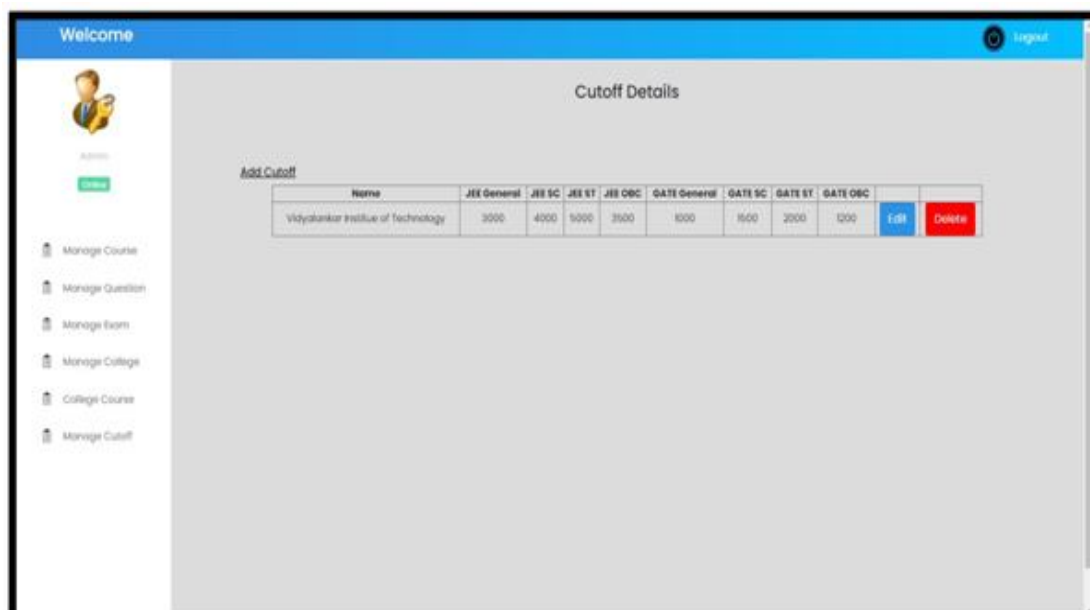 Welcome
Logout
Admin
Online
Manage Course
Manage Question
Manage Exam
Manage College
College Course
Manage Cutoff
Cutoff Details
Add Cutoff
Name JEE General JEE SC JEE ST JEE OBC GATE General GATE SC GATE ST GATE OBC
Vidyalankar Institue of Technology 3000 4000 5000 3500 1000 1500 2000 1200 Edit Delete